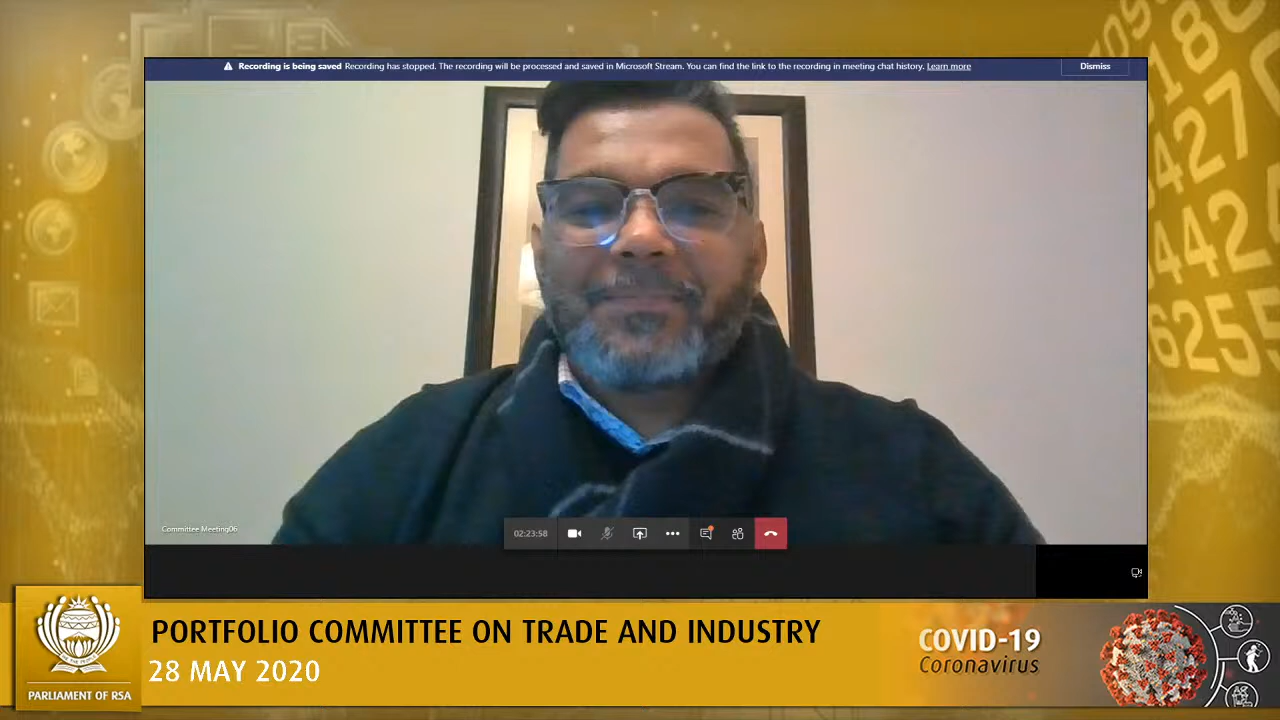 Recording is being saved Recording has stopped. The recording will be processed and saved in Microsoft Stream. You can find the link to the recording in meeting chat history. Learn more
Dismiss
Committee Meeting06
02:23:58
PORTFOLIO COMMITTEE ON TRADE AND INDUSTRY
28 MAY 2020
PARLIAMENT OF RSA
COVID-19
Coronavirus
6255